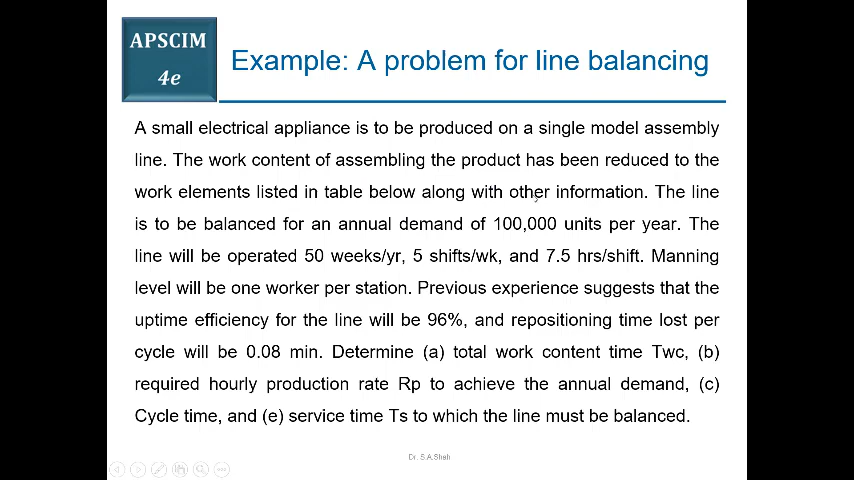 APSCIM
4e
Example: A problem for line balancing
A small electrical appliance is to be produced on a single model assembly
line. The work content of assembling the product has been reduced to the
work elements listed in table below along with other information. The line
is to be balanced for an annual demand of 100,000 units per year. The
line will be operated 50 weeks/yr, 5 shifts/wk, and 7.5 hrs/shift. Manning
level will be one worker per station. Previous experience suggests that the
uptime efficiency for the line will be 96%, and repositioning time lost per
cycle will be 0.08 min. Determine (a) total work content time Twc, (b)
required hourly production rate Rp to achieve the annual demand, (c)
Cycle time, and (e) service time Ts to which the line must be balanced.
Dr. S.A.Shah